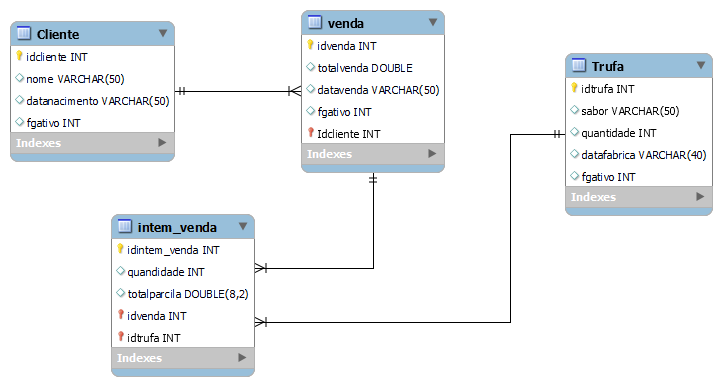 Cliente
idcliente INT
nome VARCHAR(50)
datanacimento VARCHAR(50)
fgativo INT
Indexes
venda
idvenda INT
totalvenda DOUBLE
datavenda VARCHAR(50)
fgativo INT
Idcliente INT
Indexes
Trufa
idtrufa INT
sabor VARCHAR(50)
quantidade INT
datafabrica VARCHAR(40)
fgativo INT
Indexes
intem_venda
idintem_venda INT
quandidade INT
totalparcila DOUBLE(8,2)
idvenda INT
idtrufa INT
Indexes